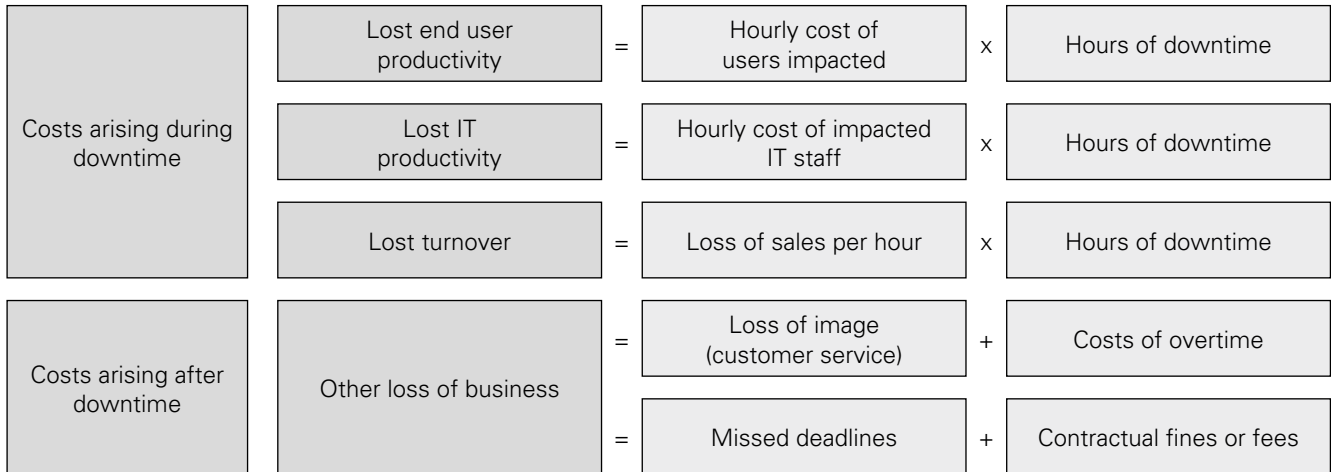 Lost end user
productivity
=
Hourly cost of
users impacted
x
Hours of downtime
Costs arising during
downtime
Lost IT
productivity
=
Hourly cost of impacted
IT staff
x
Hours of downtime
Lost turnover
=
Loss of sales per hour
x
Hours of downtime
Costs arising after
downtime
Other loss of business
=
Loss of image
(customer service)
+
Costs of overtime
=
Missed deadlines
+
Contractual fines or fees